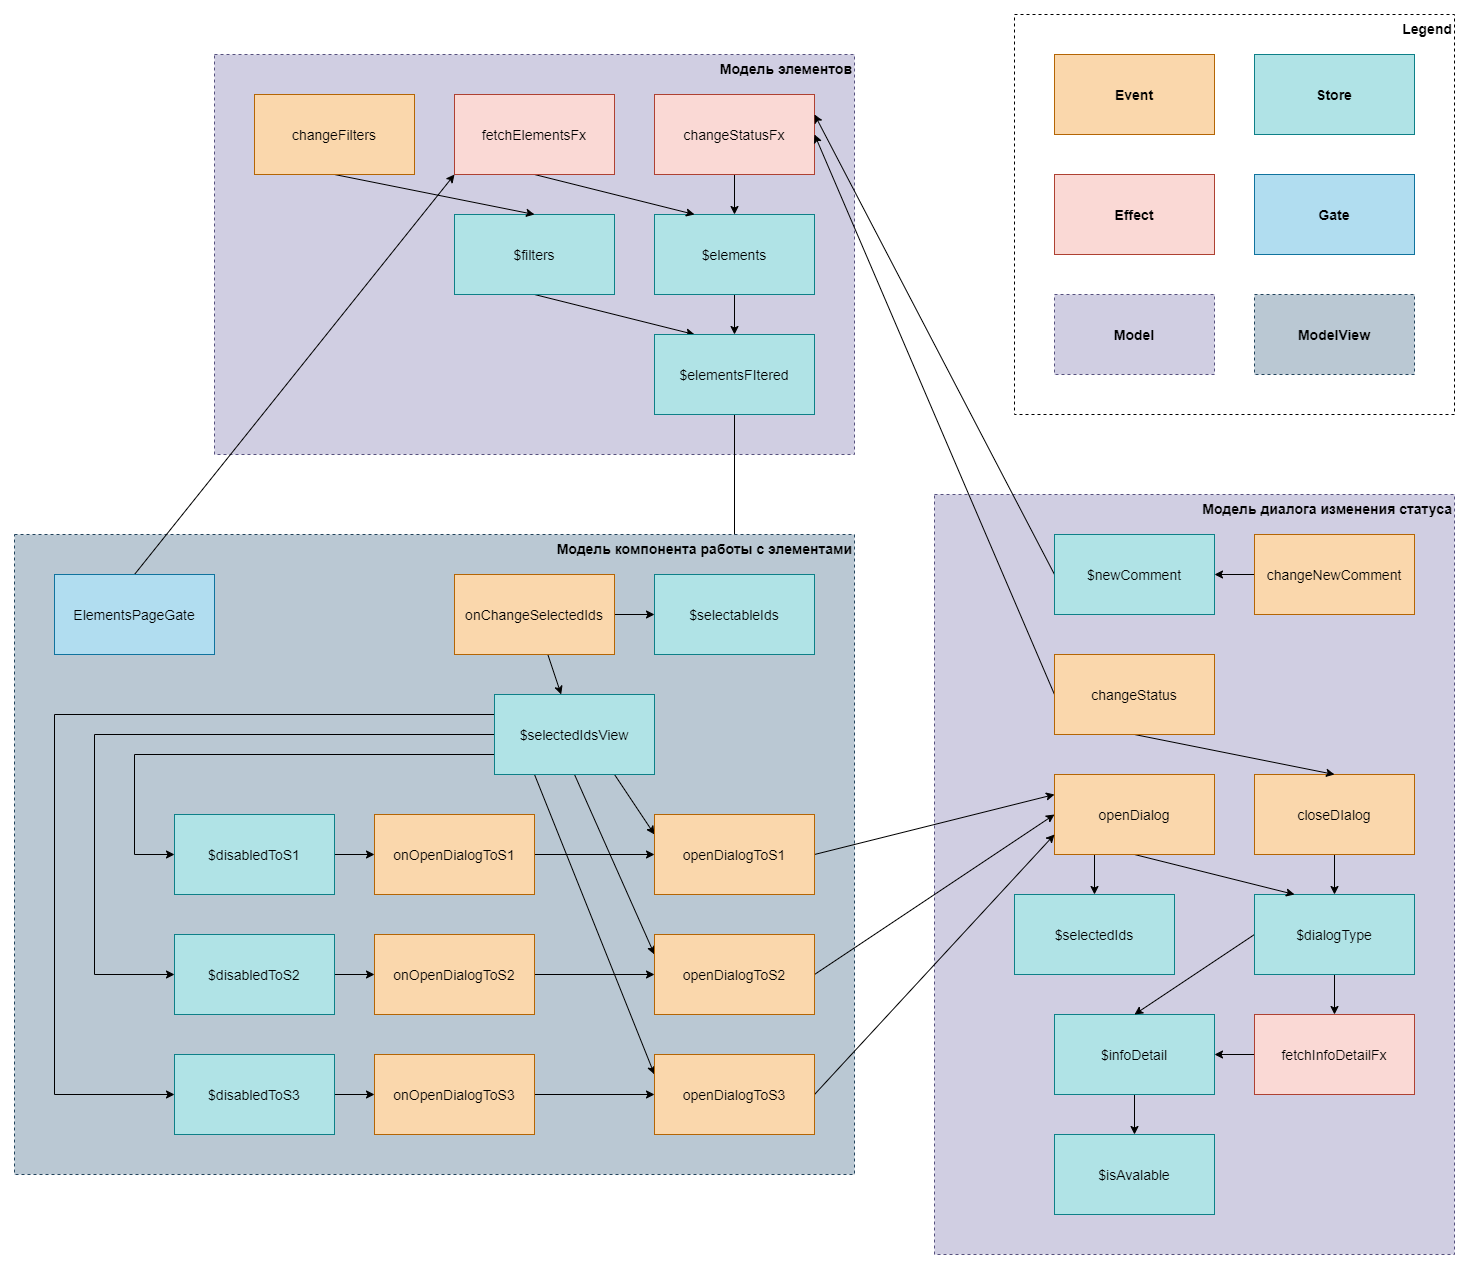 Legend
Event
Store
Effect
Gate
Model
ModelView
Модель элементов
changeFilters
fetchElementsFx
changeStatusFx
$filters
$elements
$elementsFltered
Модель компонента работы с элементами
ElementsPageGate
onChangeSelectedIds
$selectableIds
$selectedIdsView
$disabledToS1
onOpenDialogToS1
openDialogToS1
$disabledToS2
onOpenDialogToS2
openDialogToS2
$disabledToS3
onOpenDialogToS3
openDialogToS3
Модель диалога изменения статуса
$newComment
changeNewComment
changeStatus
openDialog
closeDIalog
$selectedIds
$dialogType
$infoDetail
fetchInfoDetailFx
$isAvalable